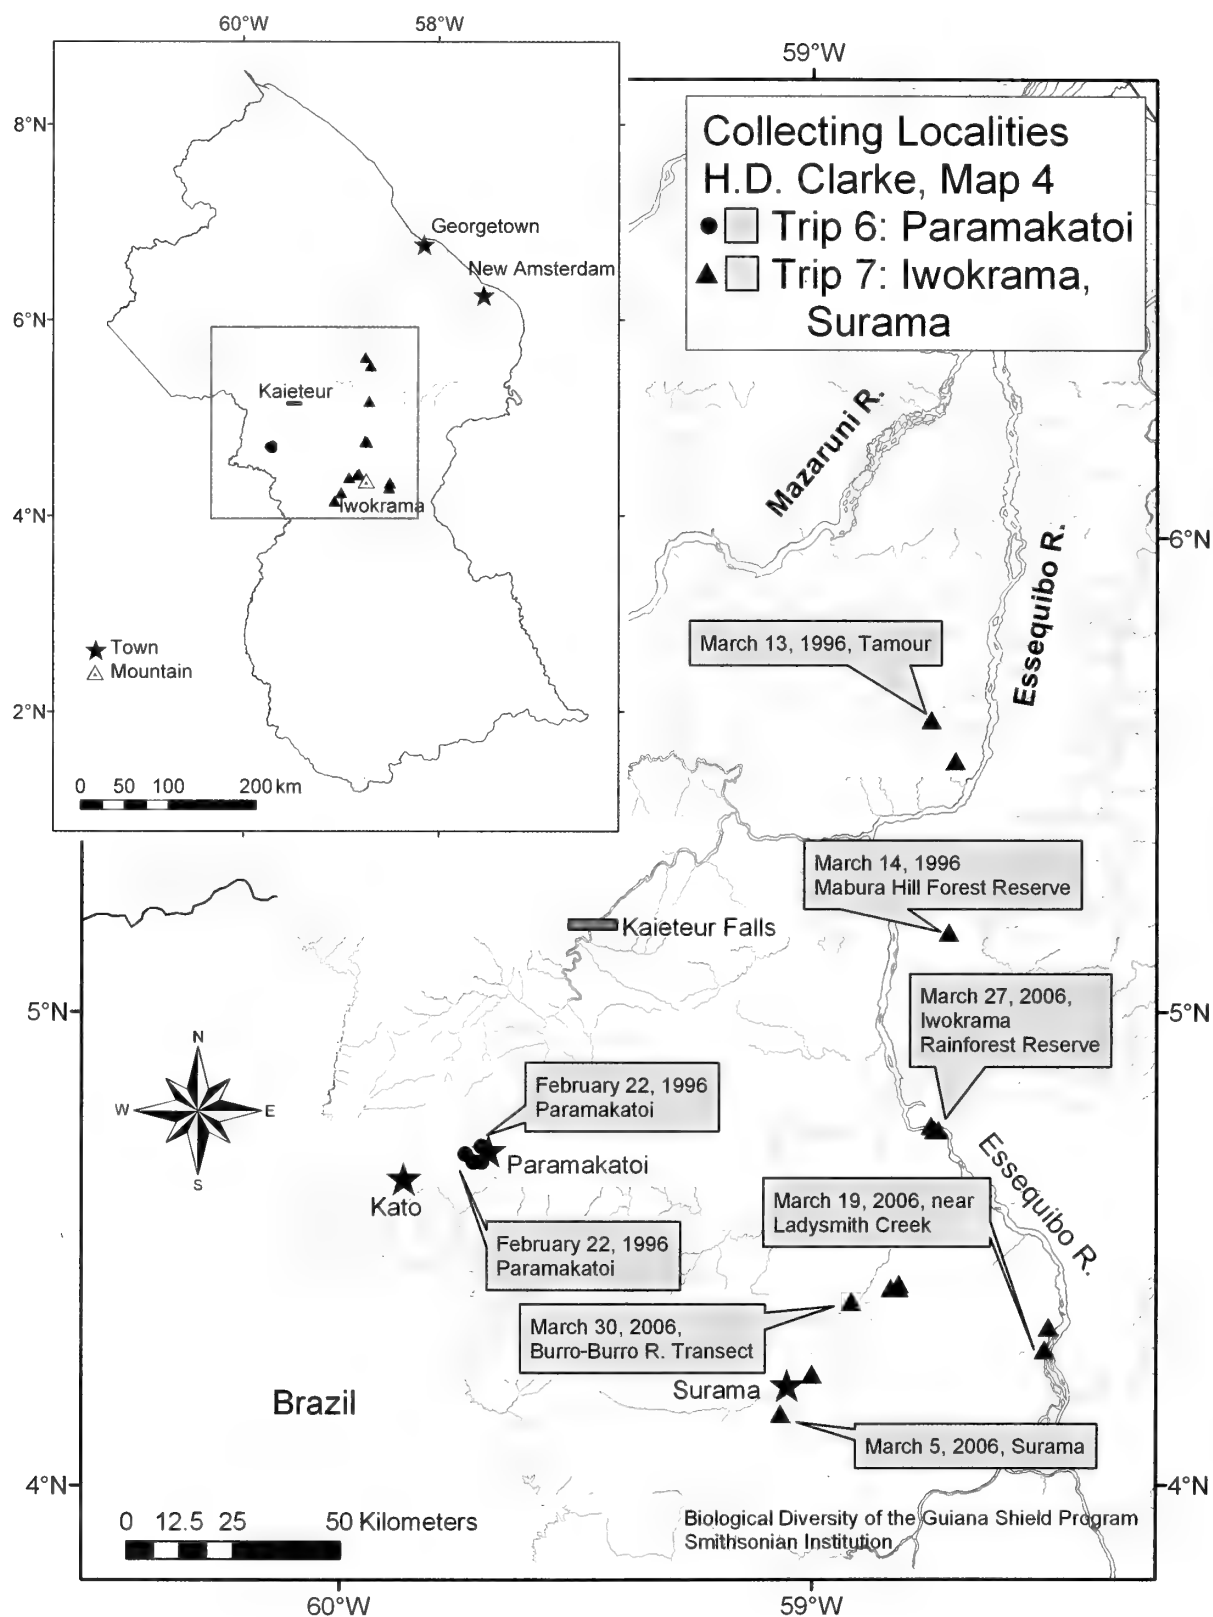 60°W
58°W
59°W
8°N
6°N
4°N
2°N
Georgetown
New Amsterdam
Kaieteur
Iwokrama
Town
Mountain
0 50 100 200 km
Collecting Localities
H.D. Clarke, Map 4
Trip 6: Paramakatoi
Trip 7: Iwokrama,
Surama
Mazaruni R.
Essequibo R.
6°N
March 13, 1996, Tamour
March 14, 1996
Mabura Hill Forest Reserve
Kaieteur Falls
5°N
5°N
March 27, 2006,
Iwokrama
Rainforest Reserve
N
W
E
S
February 22, 1996
Paramakatoi
Paramakatoi
Kato
February 22, 1996
Paramakatoi
Essequibo R.
March 19, 2006, near
Ladysmith Creek
March 30, 2006,
Burro-Burro R. Transect
Surama
Brazil
March 5, 2006, Surama
4°N
4°N
0 12.5 25 50 Kilometers
Biological Diversity of the Guiana Shield Program
Smithsonian Institution
60°W
59°W